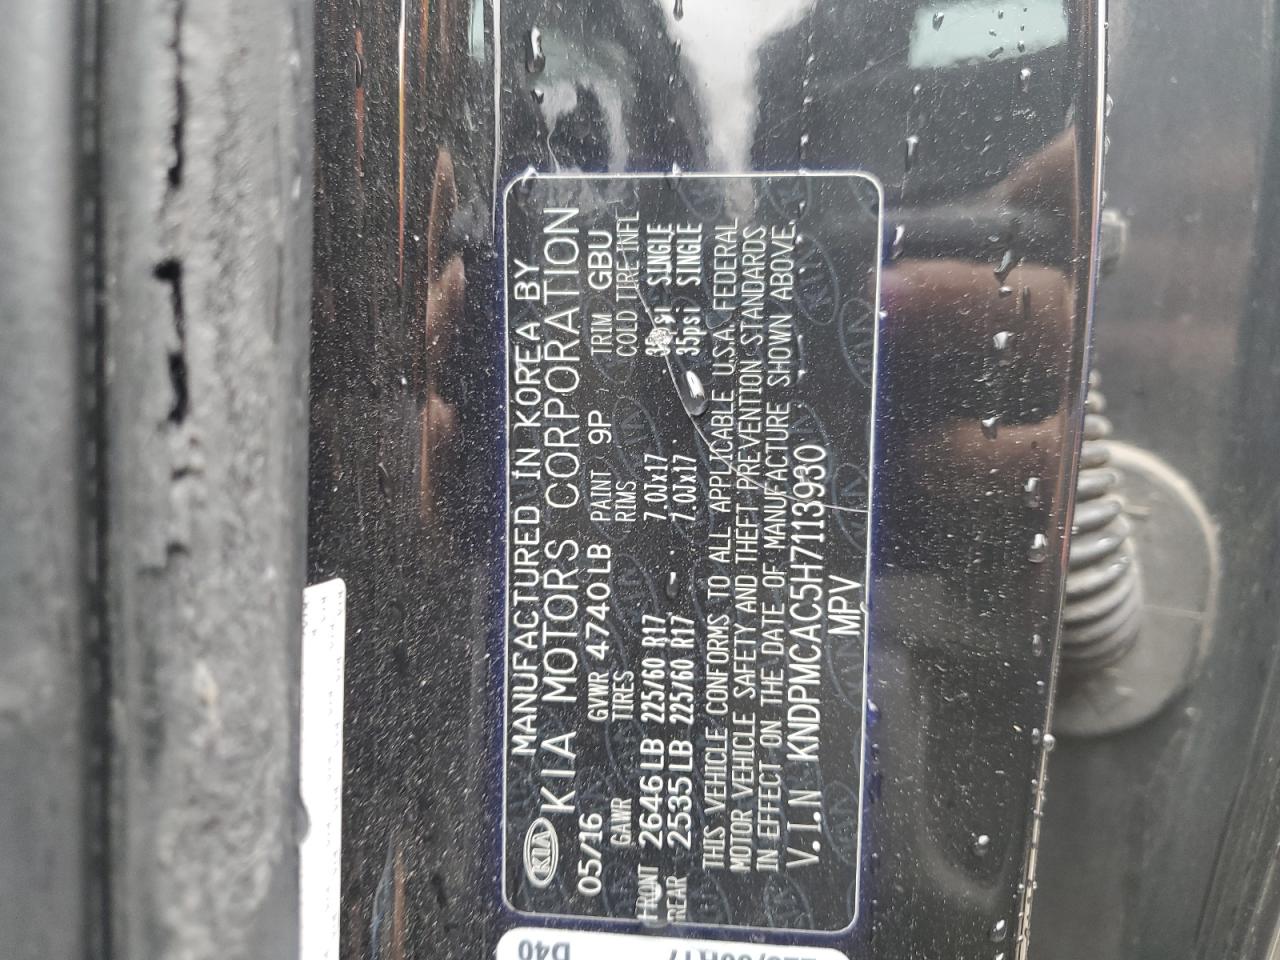 MANUFACTURED IN KOREA BY
KIA KIA MOTORS CORPORATION
05/16 GVWR 4740LB PAINT 9P TRIM GBU
GAWR TIRES RIMS COLD TIRE INFL
FRONT 2646LB 225/60 R17 7.0Jx17 35psi SINGLE
REAR 2535LB 225/60 R17 7.0Jx17 35psi SINGLE
THIS VEHICLE CONFORMS TO ALL APPLICABLE U.S.A. FEDERAL
MOTOR VEHICLE SAFETY AND THEFT PREVENTION STANDARDS
IN EFFECT ON THE DATE OF MANUFACTURE SHOWN ABOVE.
V.I.N KNDPMCAC5H7113930
MPV
D40